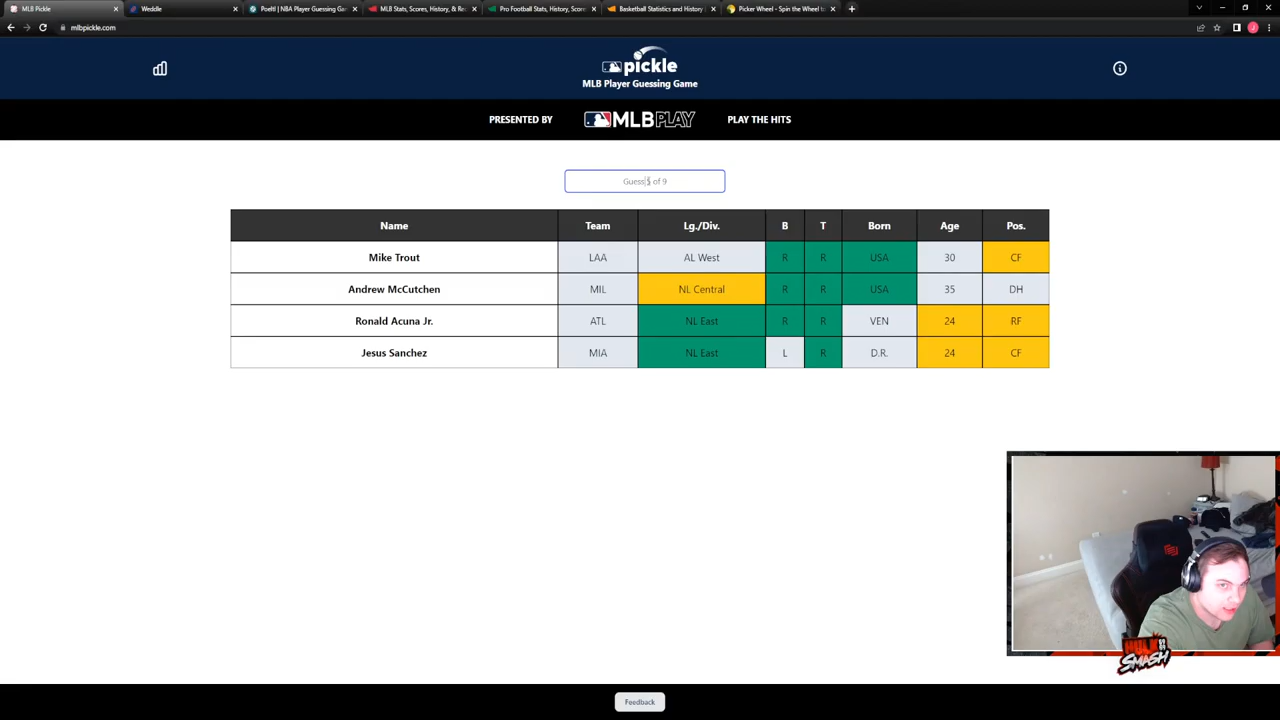 MLB Pickle
Weddle
Poeltl | NBA Player Guessing Gam
MLB Stats, Scores, History, & Re
Pro Football Stats, History, Score
Basketball Statistics and History
Picker Wheel - Spin the Wheel to
mlbpickle.com
pickle
MLB Player Guessing Game
PRESENTED BY MLB PLAY PLAY THE HITS
Guess 5 of 9
Name Team Lg./Div. B T Born Age Pos.
Mike Trout LAA AL West R R USA 30 CF
Andrew McCutchen MIL NL Central R R USA 35 DH
Ronald Acuna Jr. ATL NL East R R VEN 24 RF
Jesus Sanchez MIA NL East L R D.R. 24 CF
HULK
SMASH
Feedback